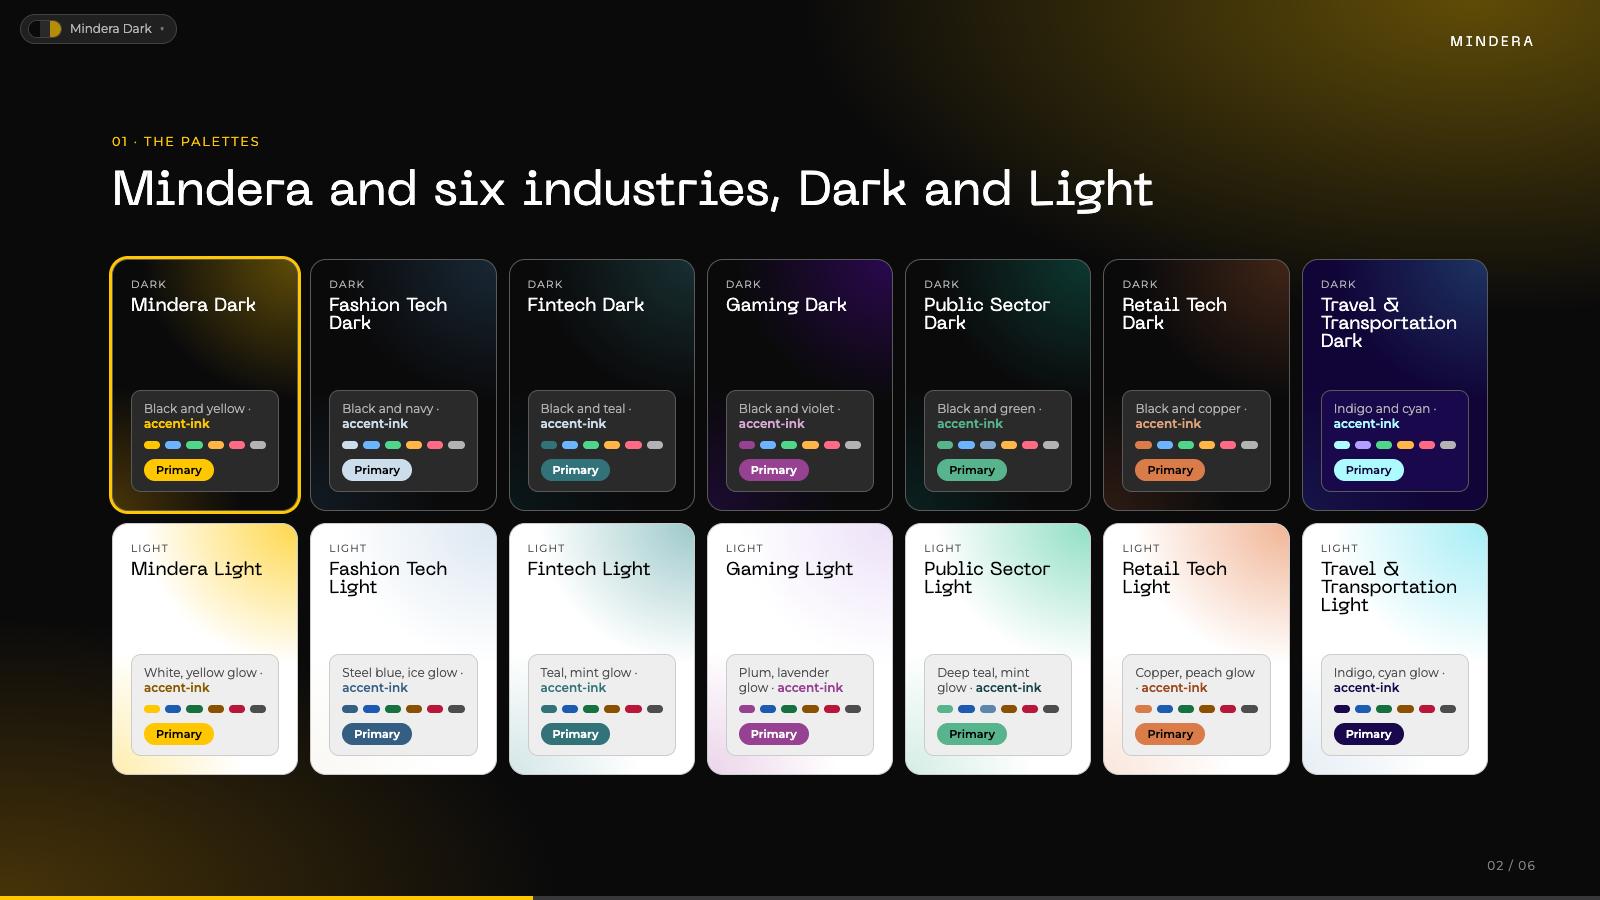 Mindera Dark
MINDERA
01 · THE PALETTES
Mindera and six industries, Dark and Light
DARK
Mindera Dark
Black and yellow ·
accent-ink
Primary
DARK
Fashion Tech
Dark
Black and navy ·
accent-ink
Primary
DARK
Fintech Dark
Black and teal ·
accent-ink
Primary
DARK
Gaming Dark
Black and violet ·
accent-ink
Primary
DARK
Public Sector
Dark
Black and green ·
accent-ink
Primary
DARK
Retail Tech
Dark
Black and copper ·
accent-ink
Primary
DARK
Travel &
Transportation
Dark
Indigo and cyan ·
accent-ink
Primary
LIGHT
Mindera Light
White, yellow glow ·
accent-ink
Primary
LIGHT
Fashion Tech
Light
Steel blue, ice glow ·
accent-ink
Primary
LIGHT
Fintech Light
Teal, mint glow ·
accent-ink
Primary
LIGHT
Gaming Light
Plum, lavender
glow · accent-ink
Primary
LIGHT
Public Sector
Light
Deep teal, mint
glow · accent-ink
Primary
LIGHT
Retail Tech
Light
Copper, peach glow
· accent-ink
Primary
LIGHT
Travel &
Transportation
Light
Indigo, cyan glow ·
accent-ink
Primary
02 / 06